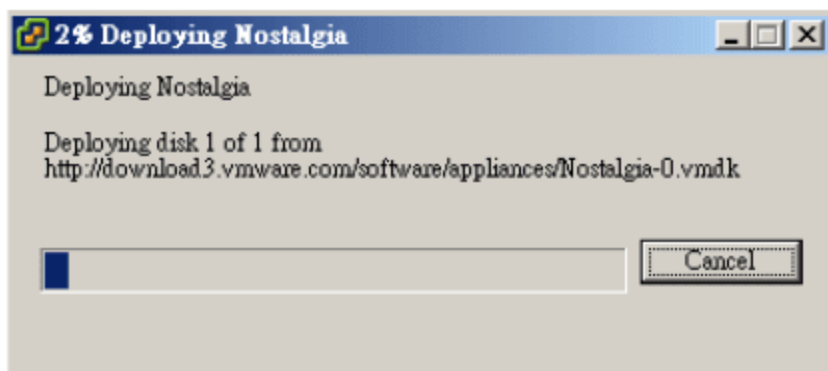 2% Deploying Nostalgia
Deploying Nostalgia
Deploying disk 1 of 1 from
http://download3.vmware.com/software/appliances/Nostalgia-0.vmdk
Cancel